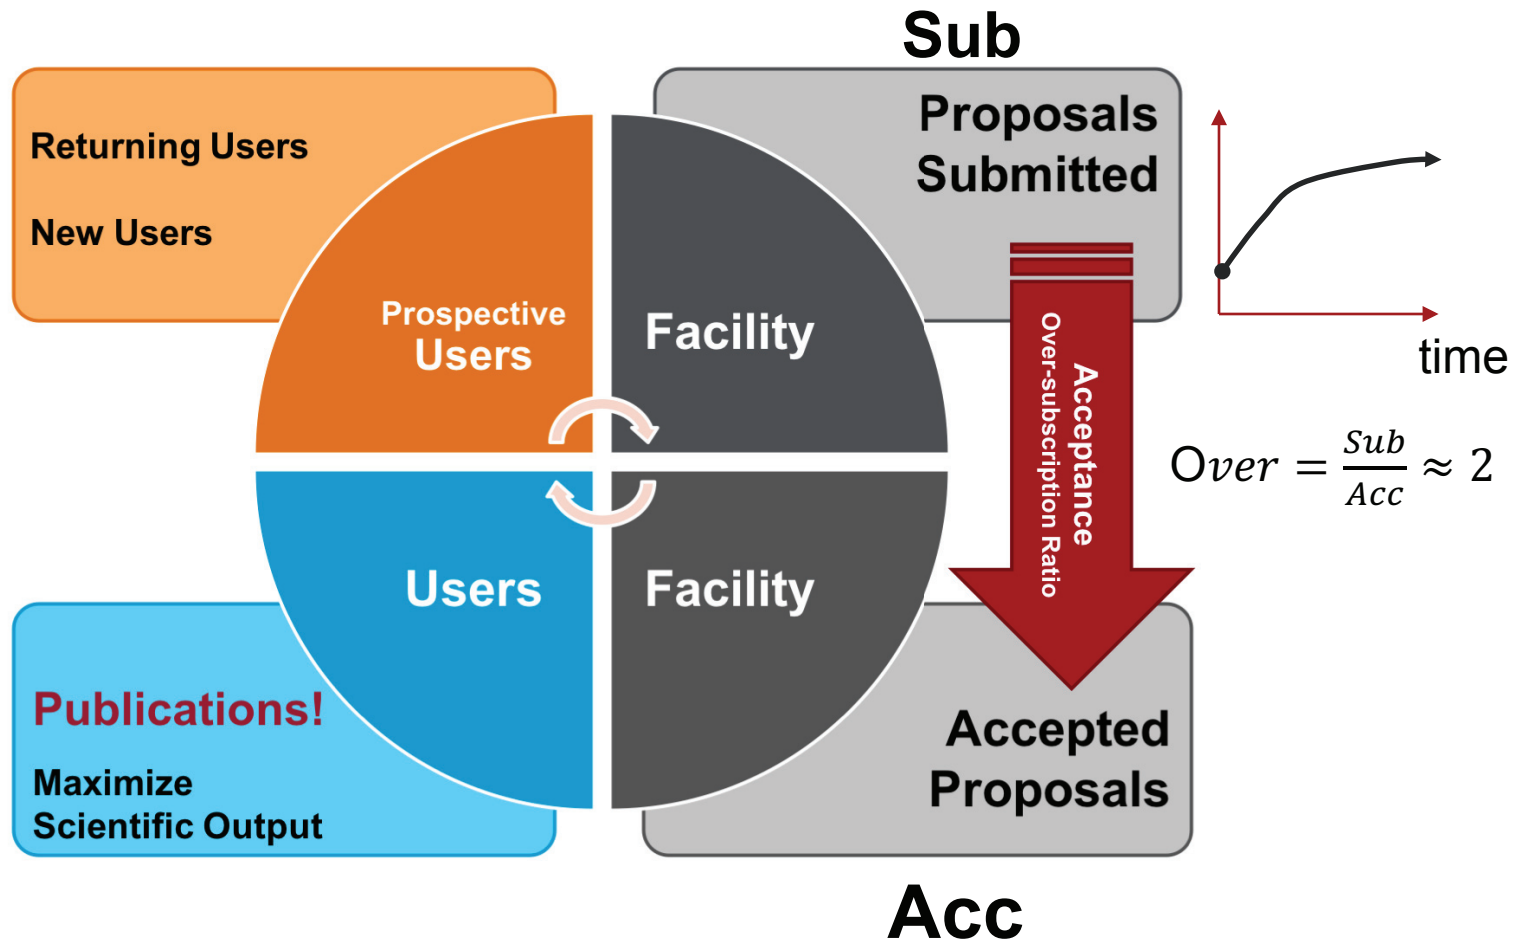 Sub
Returning Users
New Users
Proposals
Submitted
Prospective
Users
Facility
time
Acceptance
Over-subscription Ratio
Over = Sub/Acc ≈ 2
Users
Facility
Publications!
Maximize
Scientific Output
Accepted
Proposals
Acc